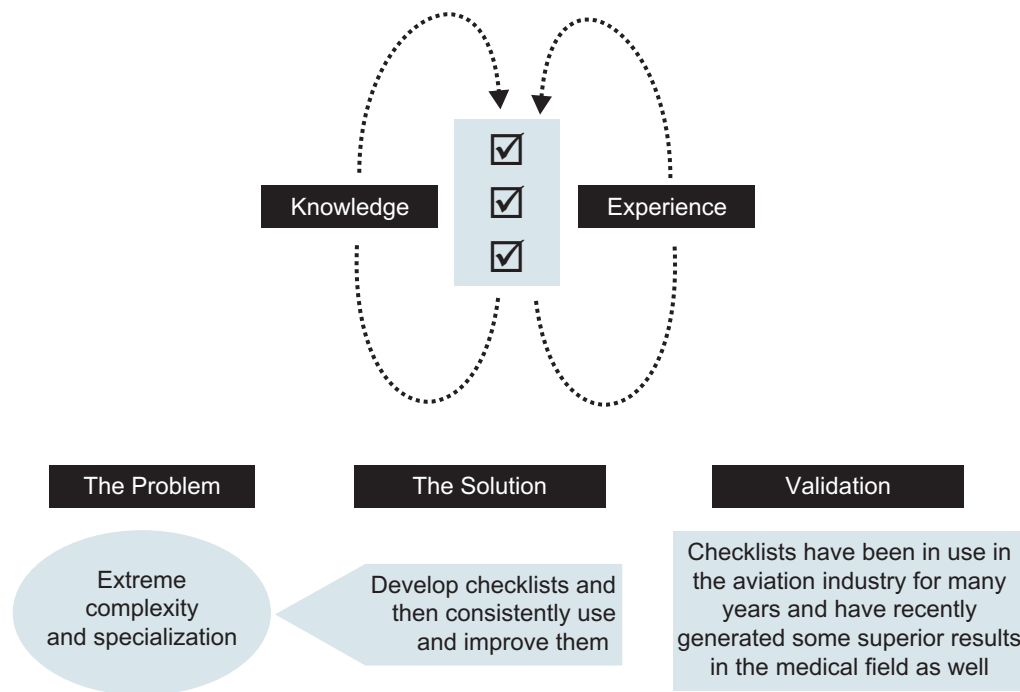 Knowledge
Experience
The Problem
The Solution
Validation
Extreme
complexity
and specialization
Develop checklists and
then consistently use
and improve them
Checklists have been in use in
the aviation industry for many
years and have recently
generated some superior results
in the medical field as well